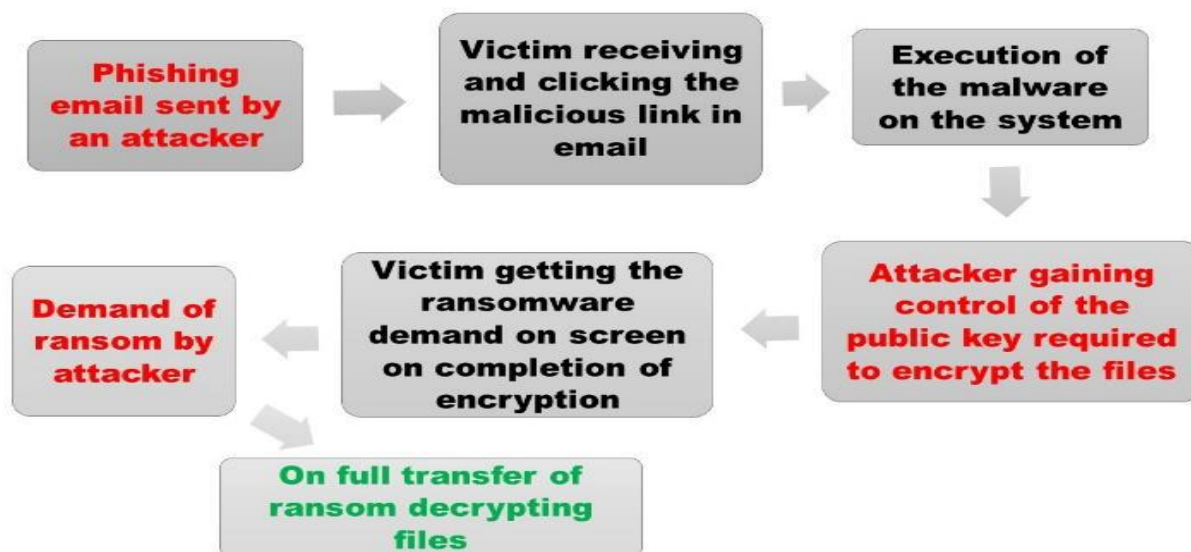 Phishing
email sent by
an attacker
Victim receiving
and clicking the
malicious link in
email
Execution of
the malware
on the system
Attacker gaining
control of the
public key required
to encrypt the files
Victim getting the
ransomware
demand on screen
on completion of
encryption
Demand of
ransom by
attacker
On full transfer of
ransom decrypting
files